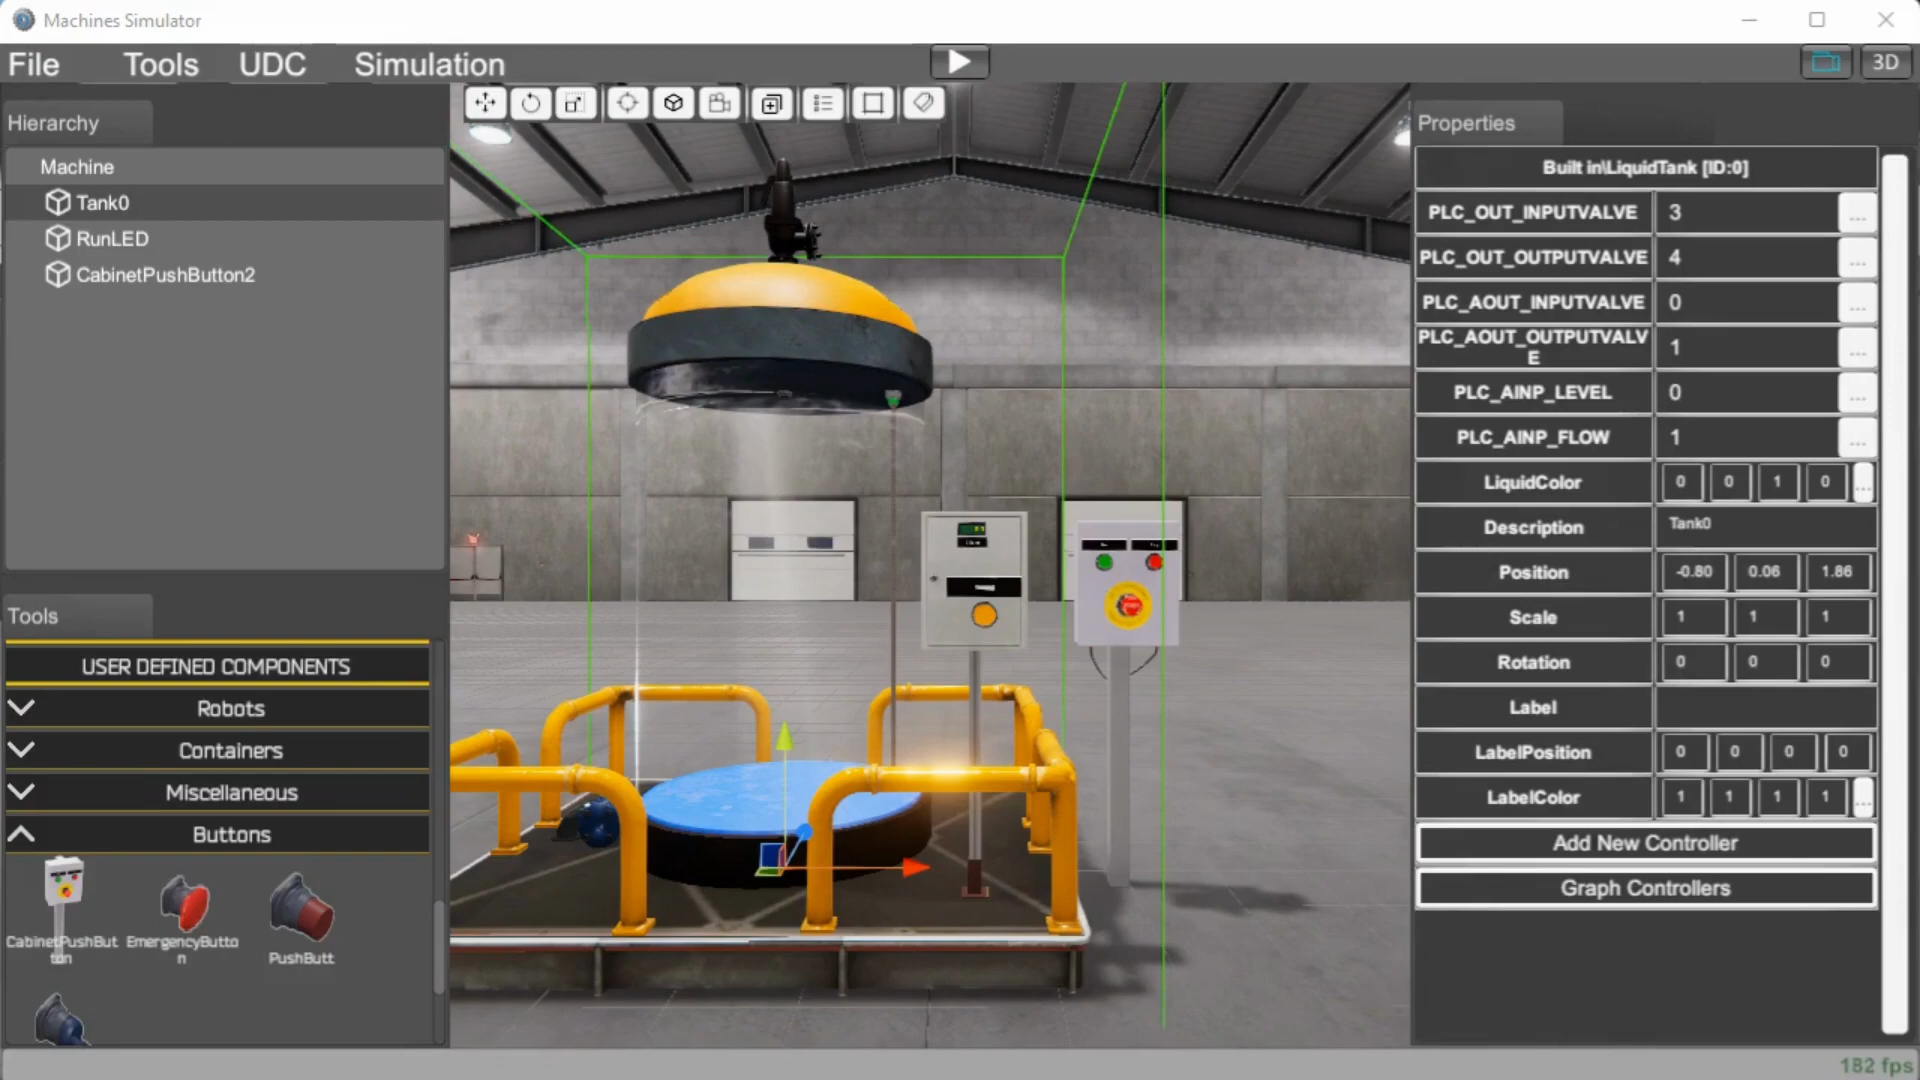 Machines Simulator
File Tools UDC Simulation
3D
Hierarchy
Machine
Tank0
RunLED
CabinetPushButton2
Tools
USER DEFINED COMPONENTS
Robots
Containers
Miscellaneous
Buttons
CabinetPushBut
ton
EmergencyButto
n
PushButt
Properties
Built in\LiquidTank [ID:0]
PLC_OUT_INPUTVALVE 3 ...
PLC_OUT_OUTPUTVALVE 4 ...
PLC_AOUT_INPUTVALVE 0 ...
PLC_AOUT_OUTPUTVALV
E 1 ...
PLC_AINP_LEVEL 0 ...
PLC_AINP_FLOW 1 ...
LiquidColor 0 0 1 0 ...
Description Tank0
Position -0.80 0.06 1.86
Scale 1 1 1
Rotation 0 0 0
Label
LabelPosition 0 0 0 0
LabelColor 1 1 1 1 ...
Add New Controller
Graph Controllers
182 fps